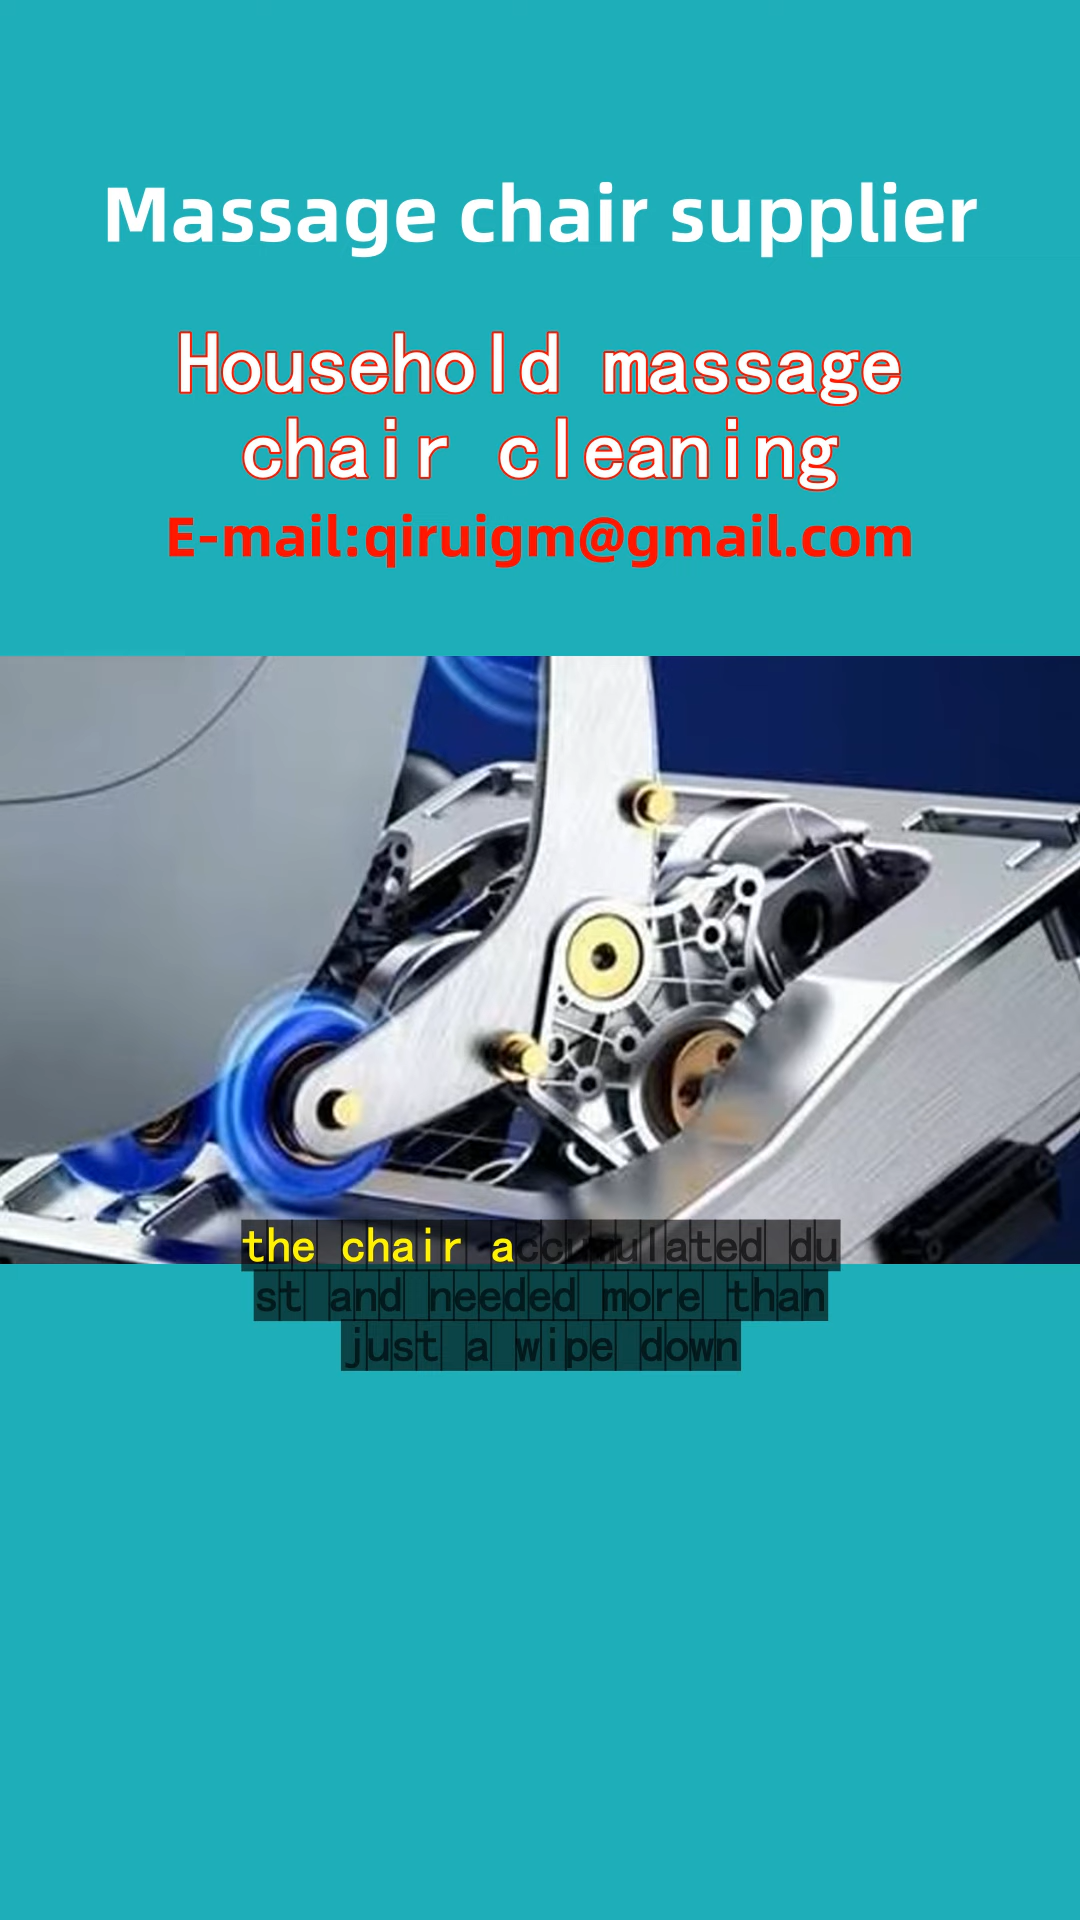 Massage chair supplier
Household massage
chair cleaning
E-mail:qiruigm@gmail.com
the chair accumulated du
st and needed more than
just a wipe down